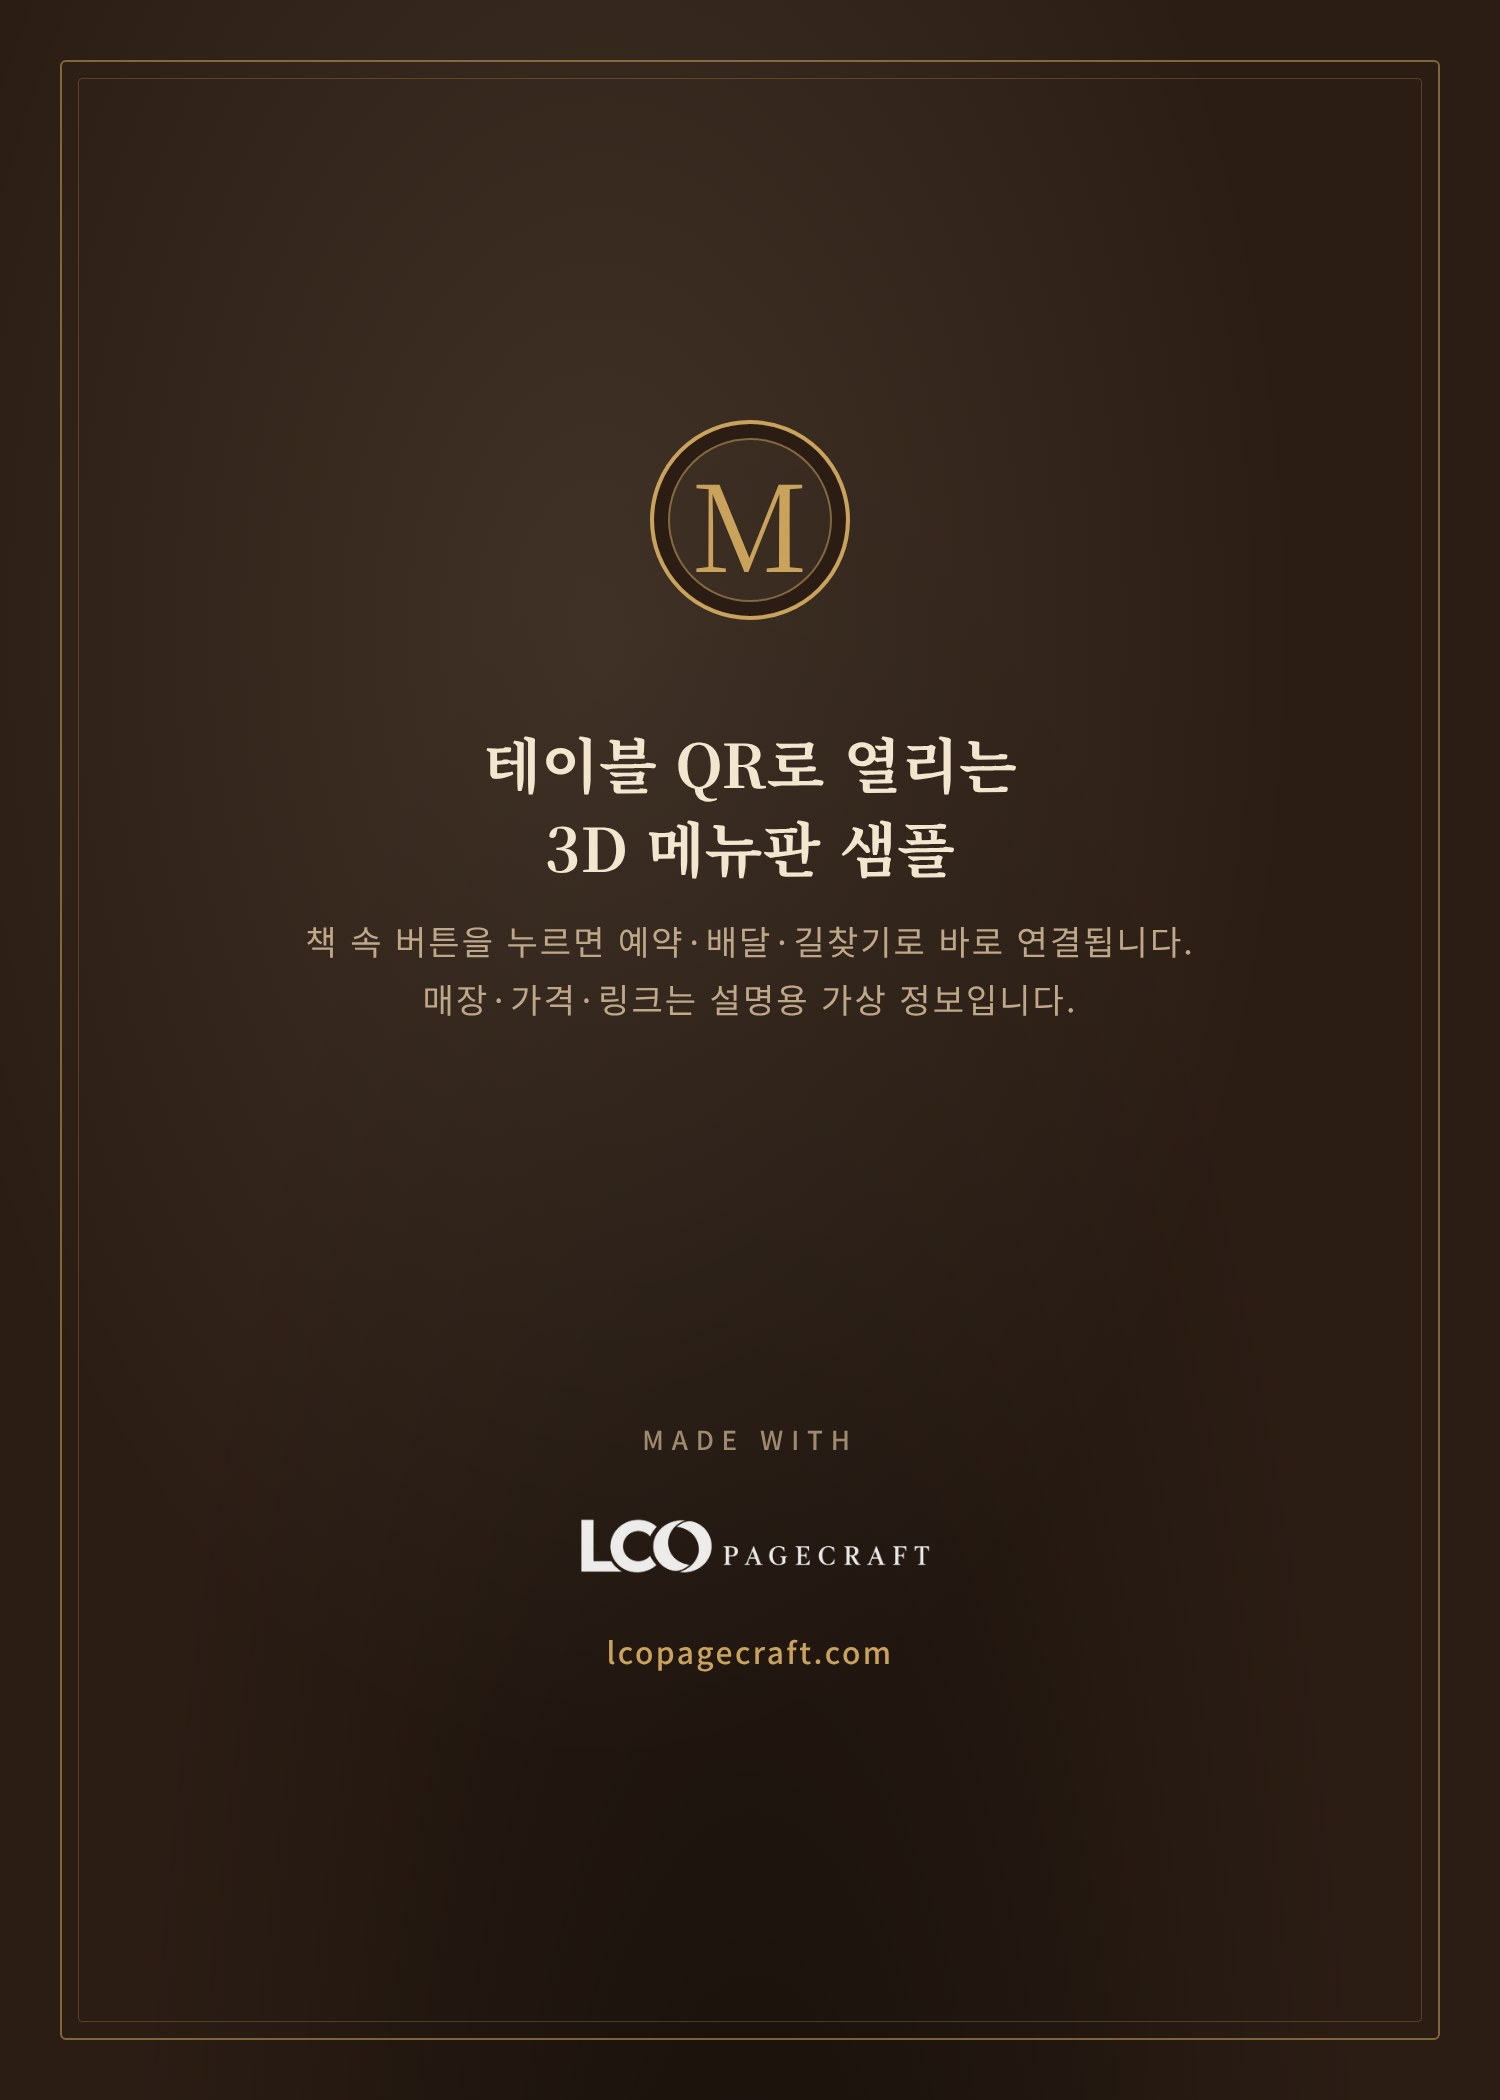 M
테이블 QR로 열리는
3D 메뉴판 샘플
책 속 버튼을 누르면 예약·배달·길찾기로 바로 연결됩니다.
매장·가격·링크는 설명용 가상 정보입니다.
MADE WITH
LCO PAGECRAFT
lcopagecraft.com